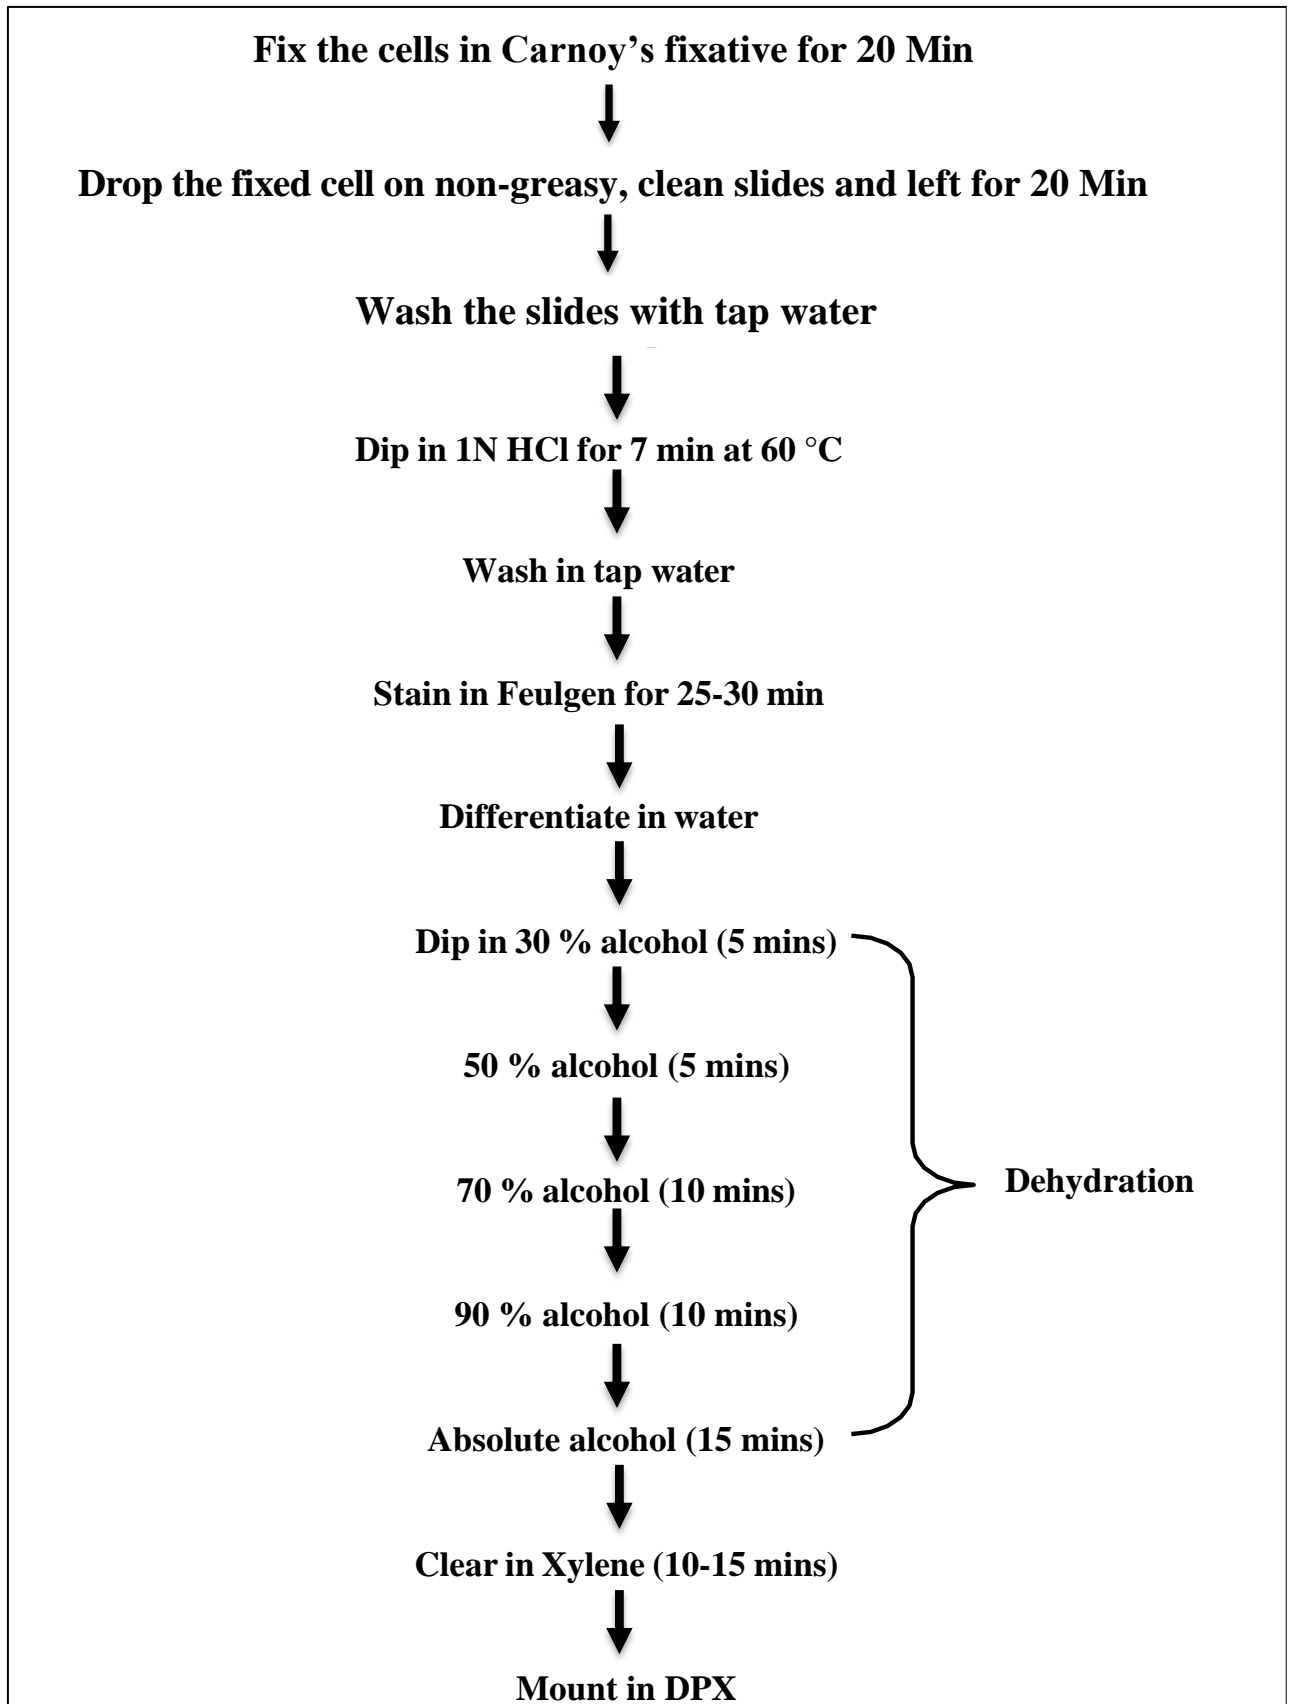 Fix the cells in Carnoy’s fixative for 20 Min
Drop the fixed cell on non-greasy, clean slides and left for 20 Min
Wash the slides with tap water
Dip in 1N HCl for 7 min at 60 °C
Wash in tap water
Stain in Feulgen for 25-30 min
Differentiate in water
Dip in 30 % alcohol (5 mins)
50 % alcohol (5 mins)
70 % alcohol (10 mins)
Dehydration
90 % alcohol (10 mins)
Absolute alcohol (15 mins)
Clear in Xylene (10-15 mins)
Mount in DPX